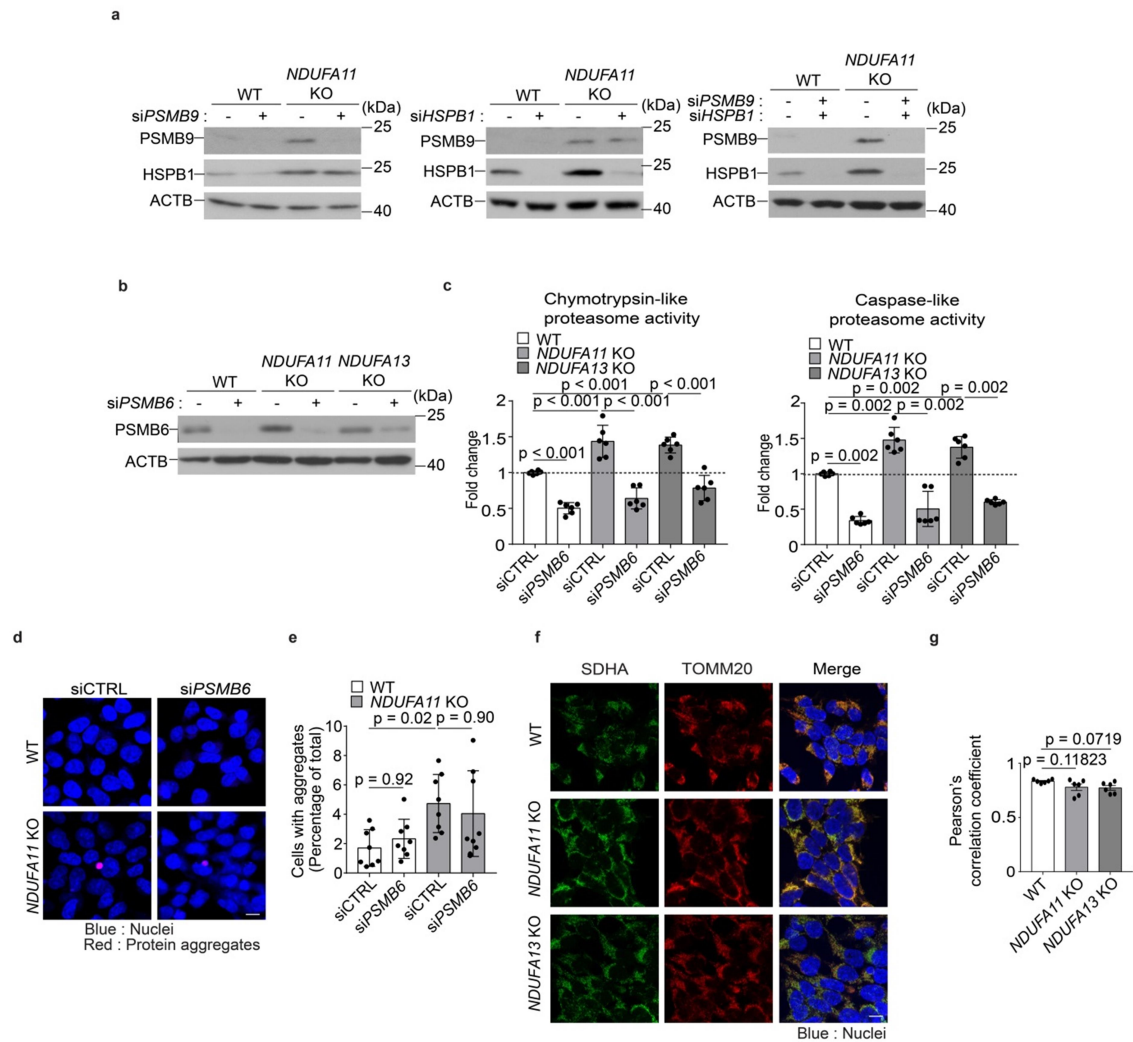 a
NDUFA11
WT KO
siPSMB9 : - + - + (kDa)
PSMB9 25
HSPB1 25
ACTB 40
NDUFA11
WT KO
siHSPB1 : - + - + (kDa)
PSMB9 25
HSPB1 25
ACTB 40
NDUFA11
WT KO
siPSMB9 : - + - + (kDa)
siHSPB1 : - + - +
PSMB9 25
HSPB1 25
ACTB 40
b
NDUFA11 NDUFA13
WT KO KO
siPSMB6 : - + - + - + (kDa)
PSMB6 25
ACTB 40
c
Chymotrypsin-like
proteasome activity
WT
NDUFA11 KO
NDUFA13 KO
p < 0.001 p < 0.001
p < 0.001 p < 0.001
p < 0.001
Fold change
2
1.5
1
0.5
0
siCTRL siPSMB6 siCTRL siPSMB6 siCTRL siPSMB6
Caspase-like
proteasome activity
WT
NDUFA11 KO
NDUFA13 KO
p = 0.002 p = 0.002
p = 0.002 p = 0.002
p = 0.002
Fold change
2
1.5
1
0.5
0
siCTRL siPSMB6 siCTRL siPSMB6 siCTRL siPSMB6
d
siCTRL siPSMB6
WT
NDUFA11 KO
Blue : Nuclei
Red : Protein aggregates
e
WT
NDUFA11 KO
p = 0.02 p = 0.90
p = 0.92
Cells with aggregates
(Percentage of total)
10
8
6
4
2
0
siCTRL siPSMB6 siCTRL siPSMB6
f
SDHA TOMM20 Merge
WT
NDUFA11 KO
NDUFA13 KO
Blue : Nuclei
g
p = 0.0719
p = 0.11823
Pearson's
correlation coefficient
1
0.5
0
WT NDUFA11 KO NDUFA13 KO